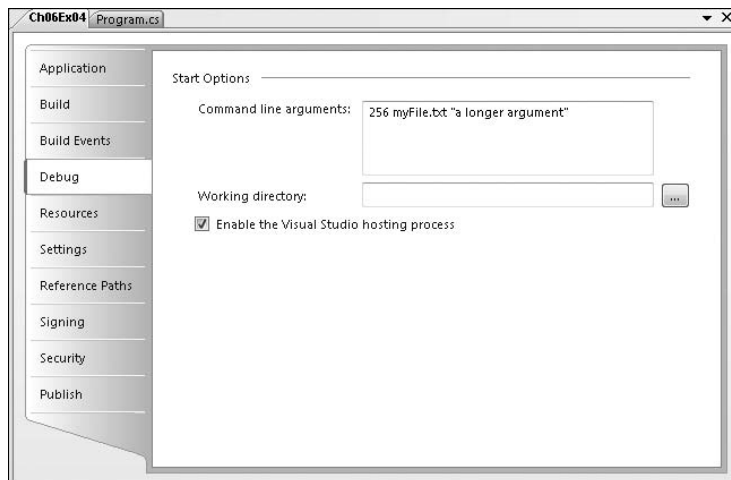 Ch06Ex04 Program.cs
Application
Build
Build Events
Debug
Resources
Settings
Reference Paths
Signing
Security
Publish
Start Options
Command line arguments: 256 myFile.txt "a longer argument"
Working directory: ...
Enable the Visual Studio hosting process